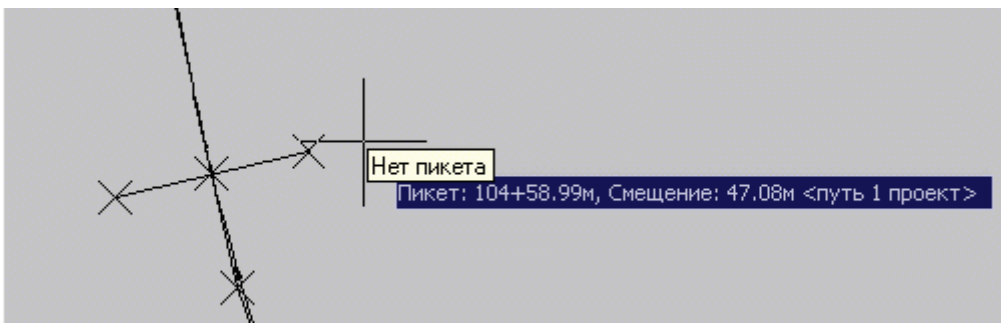 Нет пикета
Пикет: 104+58.99м, Смещение: 47.08м <путь 1 проект>